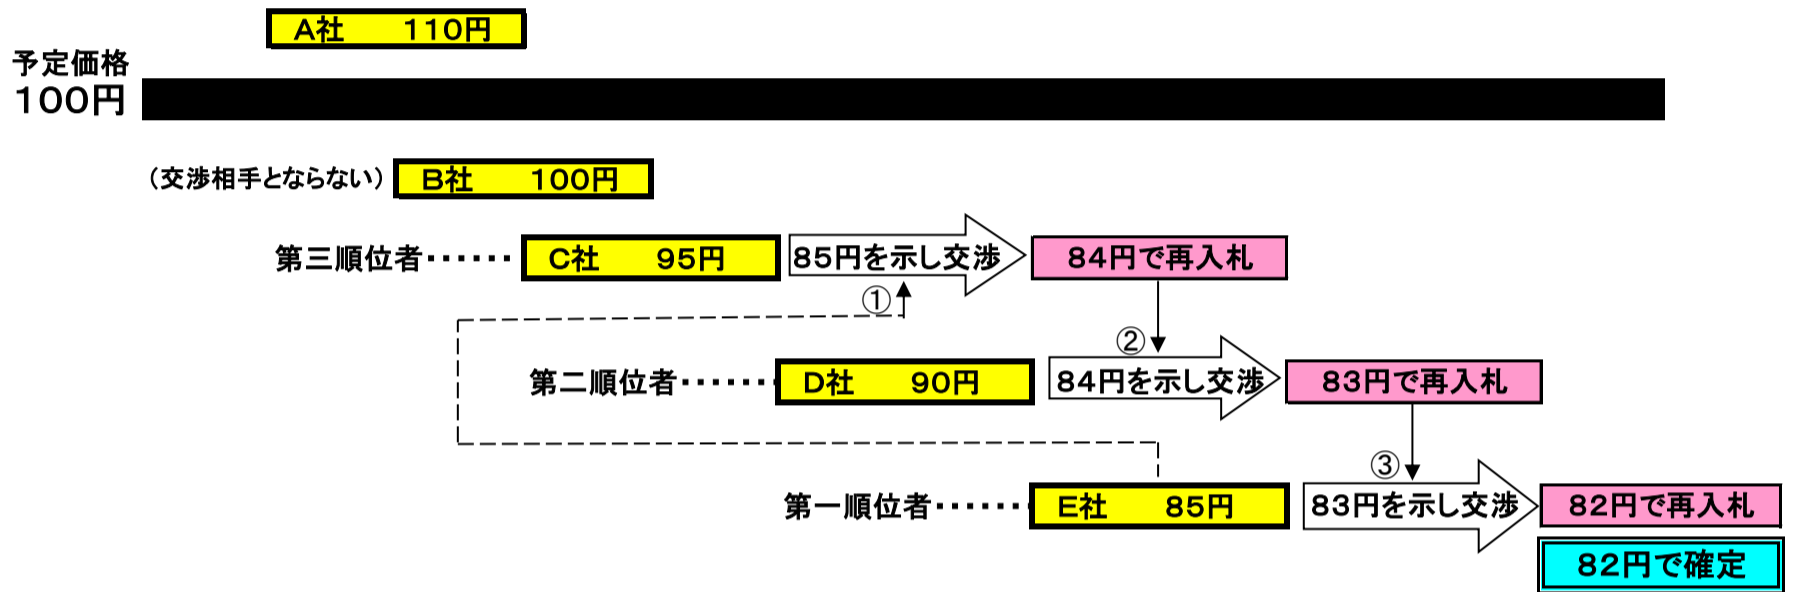 A社 110円
予定価格
100円
(交渉相手とならない) B社 100円
第三順位者・・・・・・ C社 95円 85円を示し交渉 84円で再入札
①
②
第二順位者・・・・・・・ D社 90円 84円を示し交渉 83円で再入札
③
第一順位者・・・・・・・ E社 85円 83円を示し交渉 82円で再入札
82円で確定